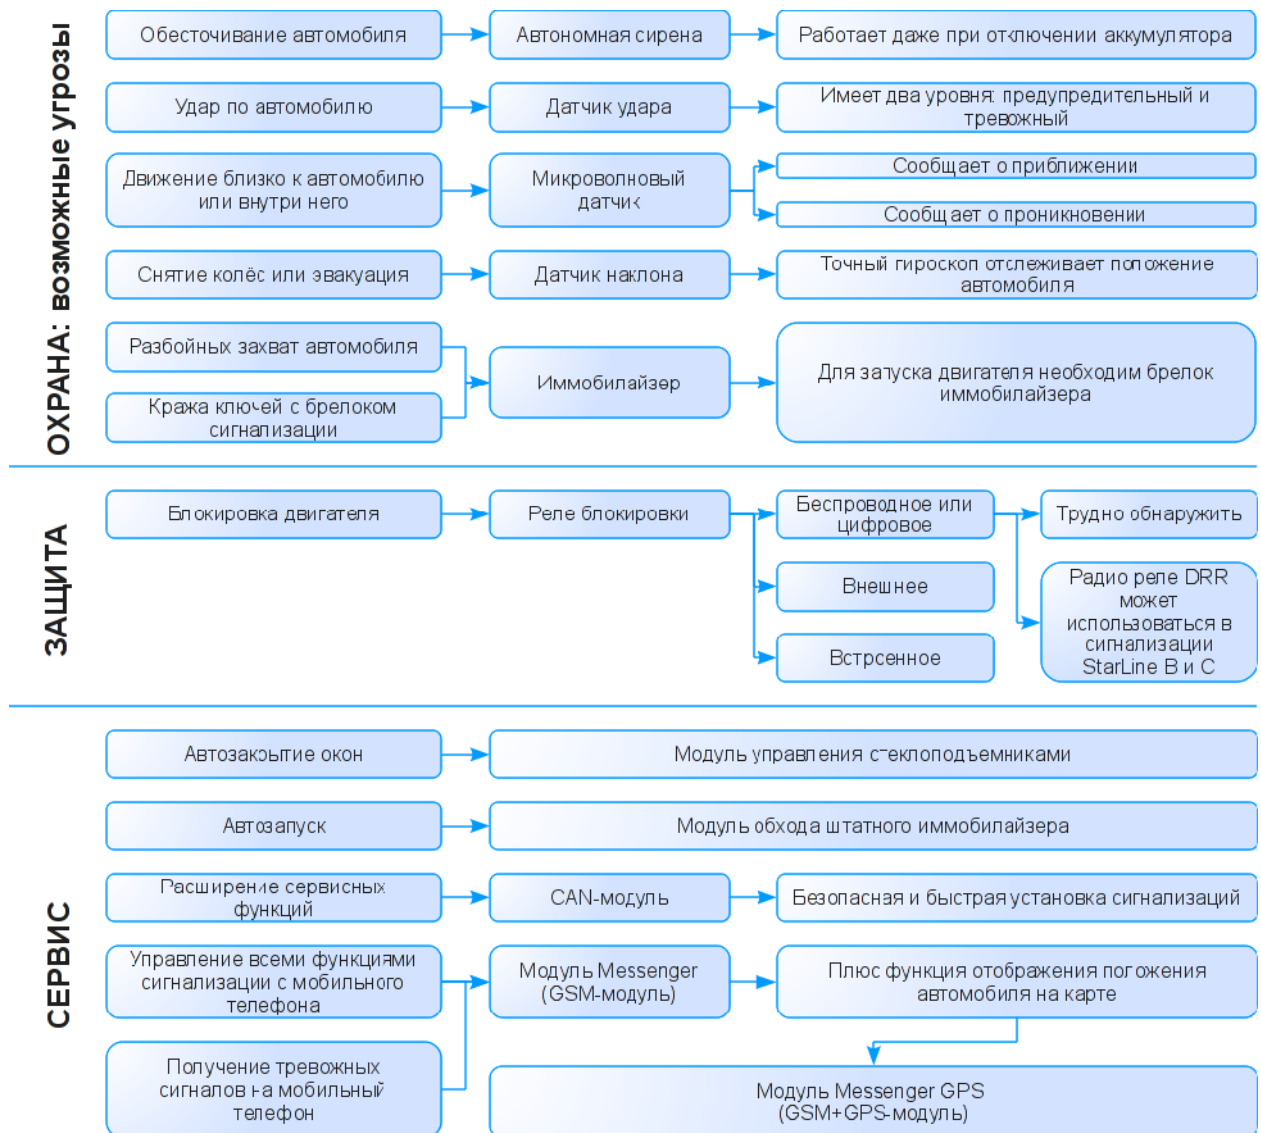 ОХРАНА: возможные угрозы
Обесточивание автомобиля
Автономная сирена
Работает даже при отключении аккумулятора
Удар по автомобилю
Датчик удара
Имеет два уровня: предупредительный и
тревожный
Движение близко к автомобилю
или внутри него
Микроволновый
датчик
Сообщает о приближении
Сообщает о проникновении
Снятие колёс или эвакуация
Датчик наклона
Точный гироскоп отслеживает положение
автомобиля
Разбойных захват автомобиля
Кража ключей с брелоком
сигнализации
Иммобилайзер
Для запуска двигателя необходим брелок
иммобилайзера
ЗАЩИТА
Блокировка двигателя
Реле блокировки
Беспроводное или
цифровое
Трудно обнаружить
Внешнее
Радио реле DRR
может
использоваться в
сигнализации
StarLine B и C
Встроенное
СЕРВИС
Автозакрытие окон
Модуль управления стеклоподъемниками
Автозапуск
Модуль обхода штатного иммобилайзера
Расширение сервисных
функций
CAN-модуль
Безопасная и быстрая установка сигнализаций
Управление всеми функциями
сигнализации с мобильного
телефона
Модуль Messenger
(GSM-модуль)
Плюс функция отображения положения
автомобиля на карте
Получение тревожных
сигналов на мобильный
телефон
Модуль Messenger GPS
(GSM+GPS-модуль)